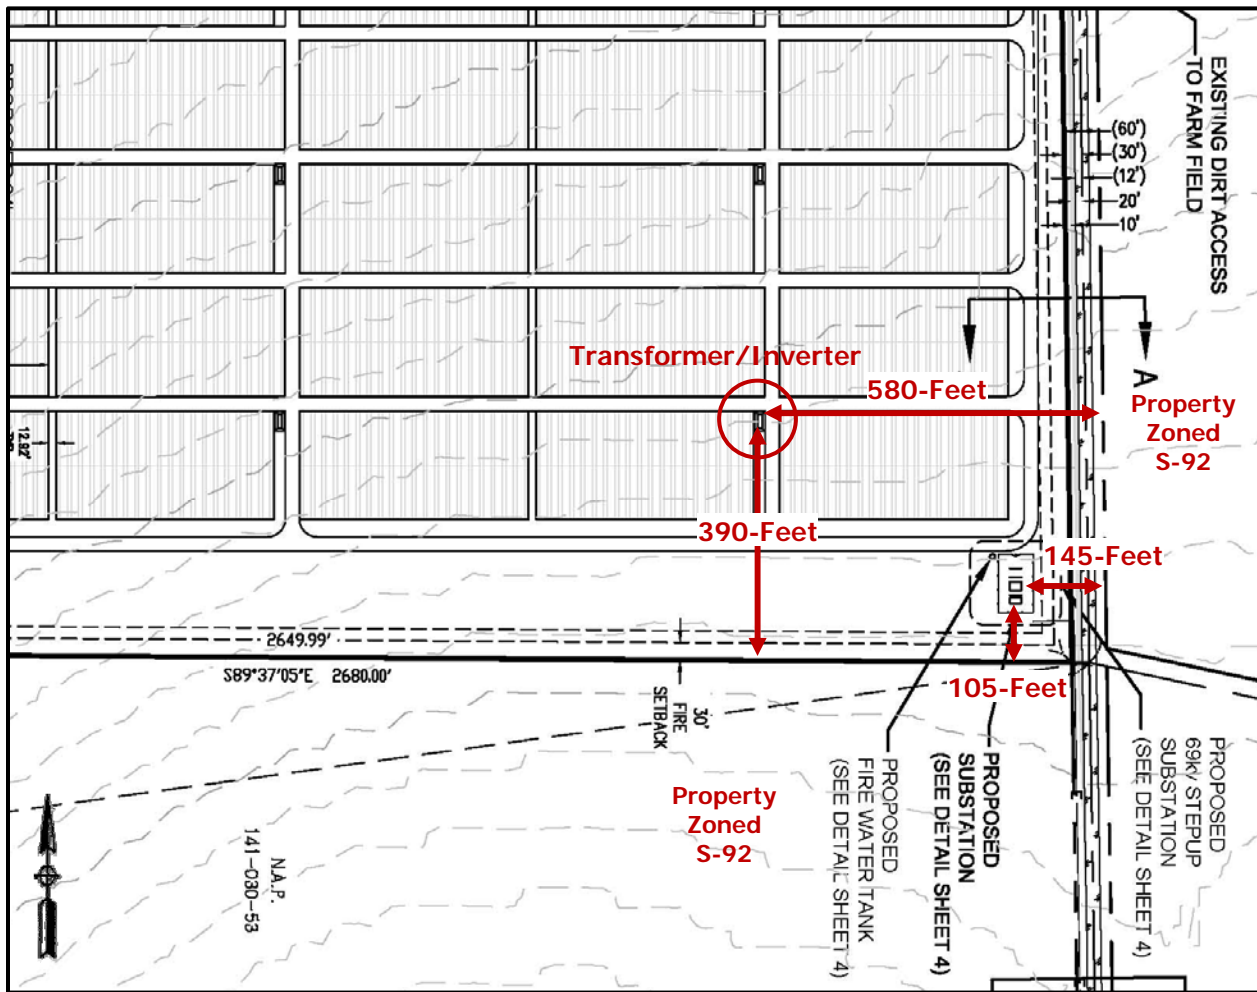 EXISTING DIRT ACCESS
TO FARM FIELD
(60')
(30')
(12')
20'
10'
Transformer/Inverter
580-Feet
A
Property
Zoned
S-92
12.92'
390-Feet
145-Feet
2649.99'
S89°37'05"E 2680.00'
105-Feet
30'
FIRE
SETBACK
PROPOSED
69kV STEPUP
SUBSTATION
(SEE DETAIL SHEET 4)
PROPOSED
SUBSTATION
(SEE DETAIL SHEET 4)
PROPOSED
FIRE WATER TANK
(SEE DETAIL SHEET 4)
Property
Zoned
S-92
N.A.P.
141-030-53